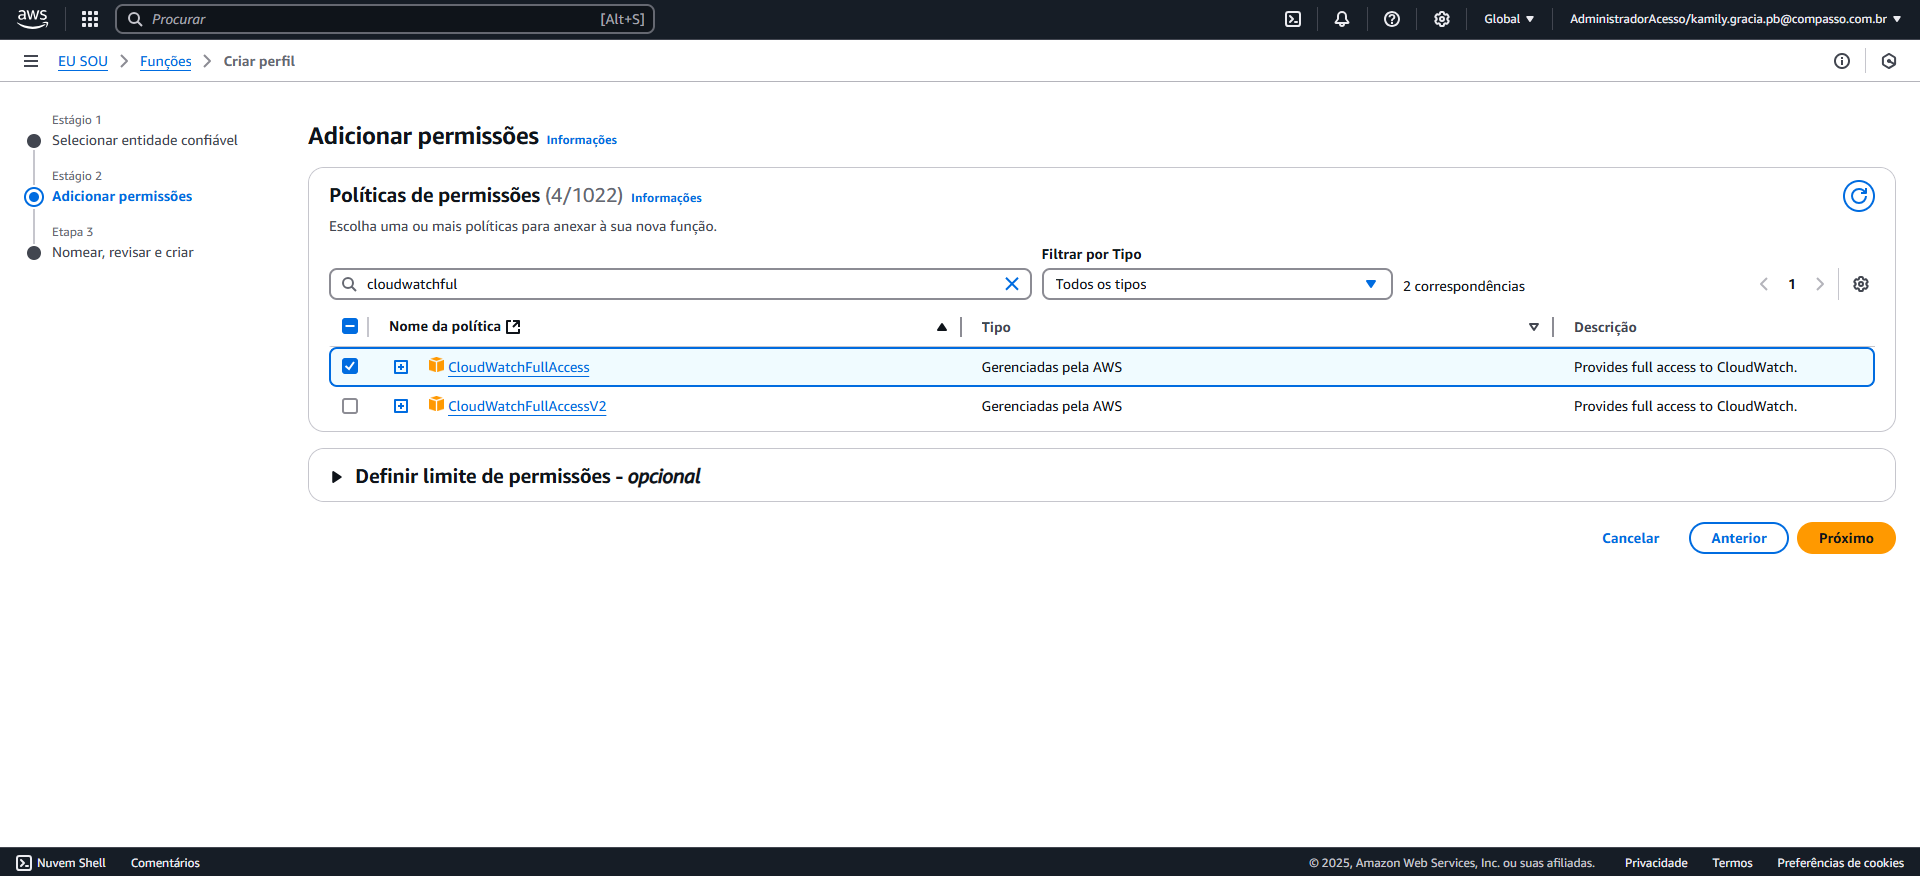 aws
Procurar [Alt+S]
Global
AdministradorAcesso/kamily.gracia.pb@compasso.com.br
EU SOU
Funções
Criar perfil
Estágio 1
Selecionar entidade confiável
Estágio 2
Adicionar permissões
Etapa 3
Nomear, revisar e criar
Adicionar permissões Informações
Políticas de permissões (4/1022) Informações
Escolha uma ou mais políticas para anexar à sua nova função.
Filtrar por Tipo
cloudwatchful
Todos os tipos
2 correspondências
1
Nome da política
Tipo
Descrição
CloudWatchFullAccess
Gerenciadas pela AWS
Provides full access to CloudWatch.
CloudWatchFullAccessV2
Gerenciadas pela AWS
Provides full access to CloudWatch.
Definir limite de permissões - opcional
Cancelar
Anterior
Próximo
Nuvem Shell
Comentários
© 2025, Amazon Web Services, Inc. ou suas afiliadas.
Privacidade
Termos
Preferências de cookies